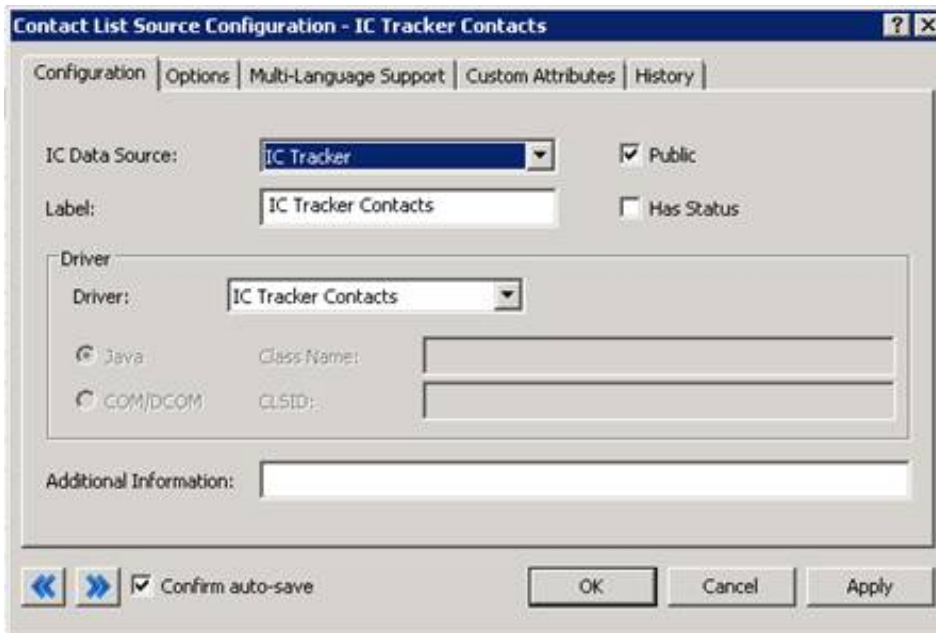 Contact List Source Configuration - IC Tracker Contacts
Configuration Options Multi-Language Support Custom Attributes History
IC Data Source: IC Tracker Public
Label: IC Tracker Contacts Has Status
Driver
Driver: IC Tracker Contacts
Java Class Name:
COM/DCOM CLSID:
Additional Information:
Confirm auto-save OK Cancel Apply